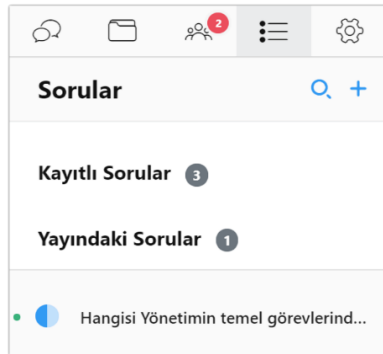 2
Sorular
Kayıtlı Sorular 3
Yayındaki Sorular 1
Hangisi Yönetimin temel görevlerind...